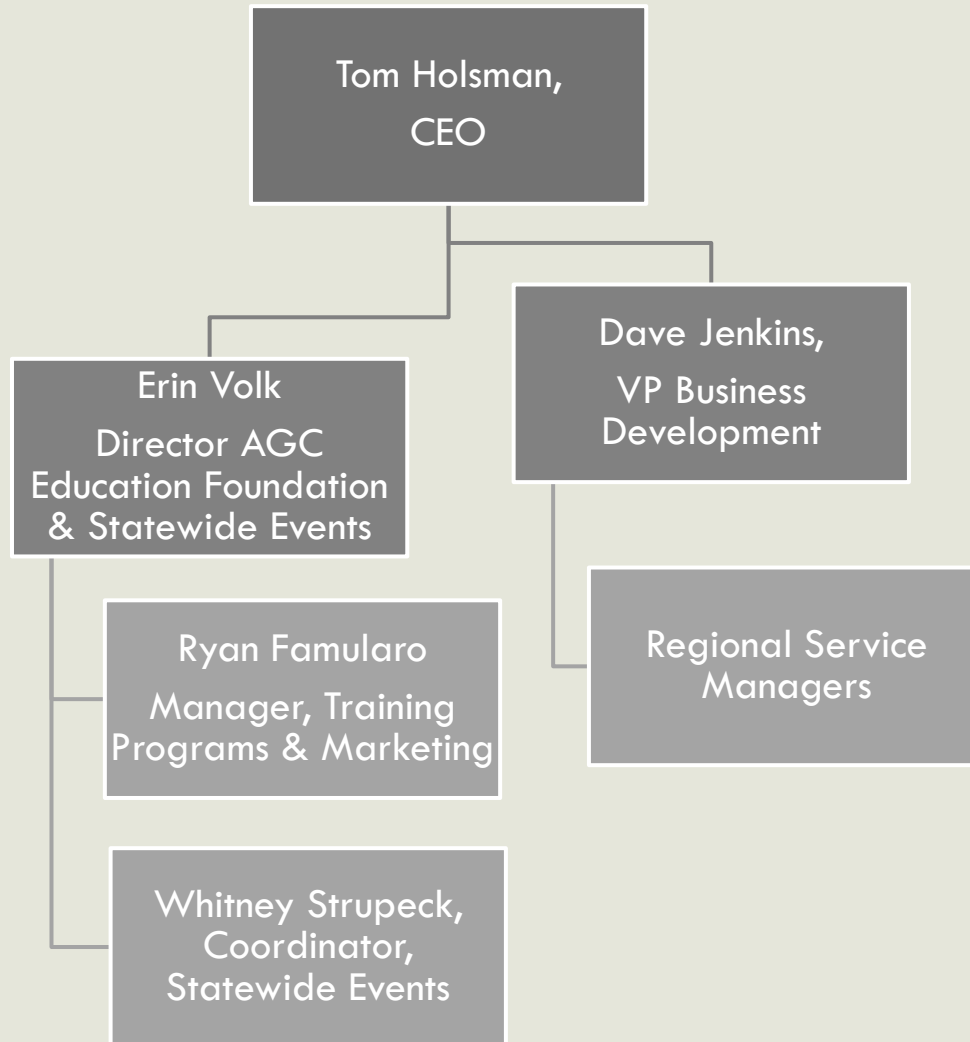 Tom Holsman,
CEO
Erin Volk
Director AGC
Education Foundation
& Statewide Events
Dave Jenkins,
VP Business
Development
Ryan Famularo
Manager, Training
Programs & Marketing
Regional Service
Managers
Whitney Strupeck,
Coordinator,
Statewide Events